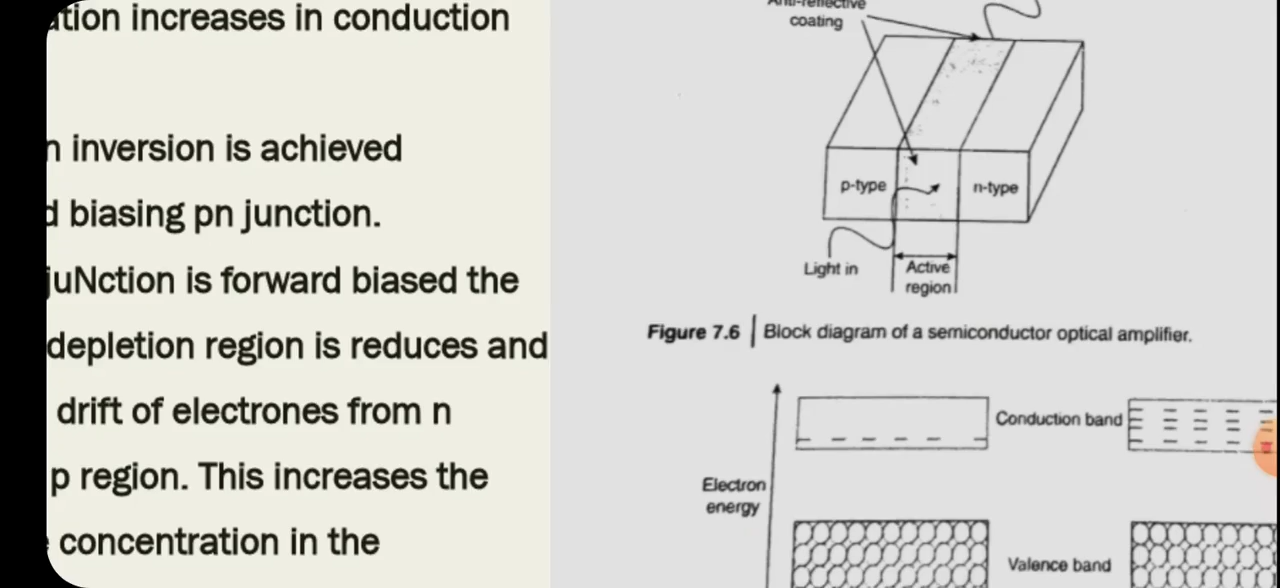 increases in conduction
inversion is achieved
biasing pn junction.
juNction is forward biased the
depletion region is reduces and
drift of electrones from n
p region. This increases the
concentration in the
Anti-reflective
coating
p-type
n-type
Light in
Active
region
Figure 7.6 | Block diagram of a semiconductor optical amplifier.
Conduction band
Electron
energy
Valence band